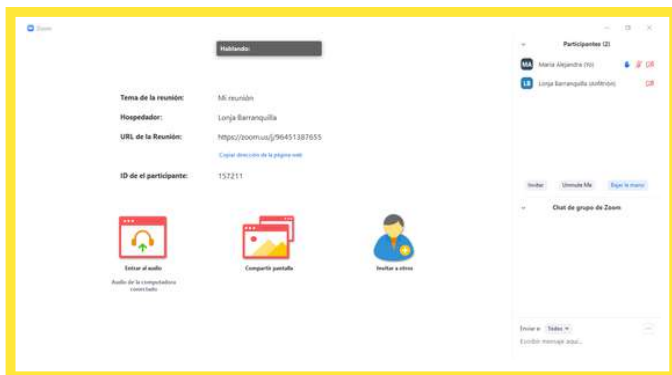 Zoom
Hablando:
Tema de la reunión: Mi reunión
Hospedador: Lonja Barranquilla
URL de la Reunión: https://zoom.us/j/96451387655
Copiar dirección de la página web
ID de el participante: 157211
Entrar al audio
Audio de la computadora
conectado
Compartir pantalla
Invitar a otros
Participantes (2)
MA Maria Alejandra (Yo)
LB Lonja Barranquilla (Anfitrión)
Invitar Unmute Me Bajar la mano
Chat de grupo de Zoom
Enviar a: Todos
Escribir mensaje aquí...